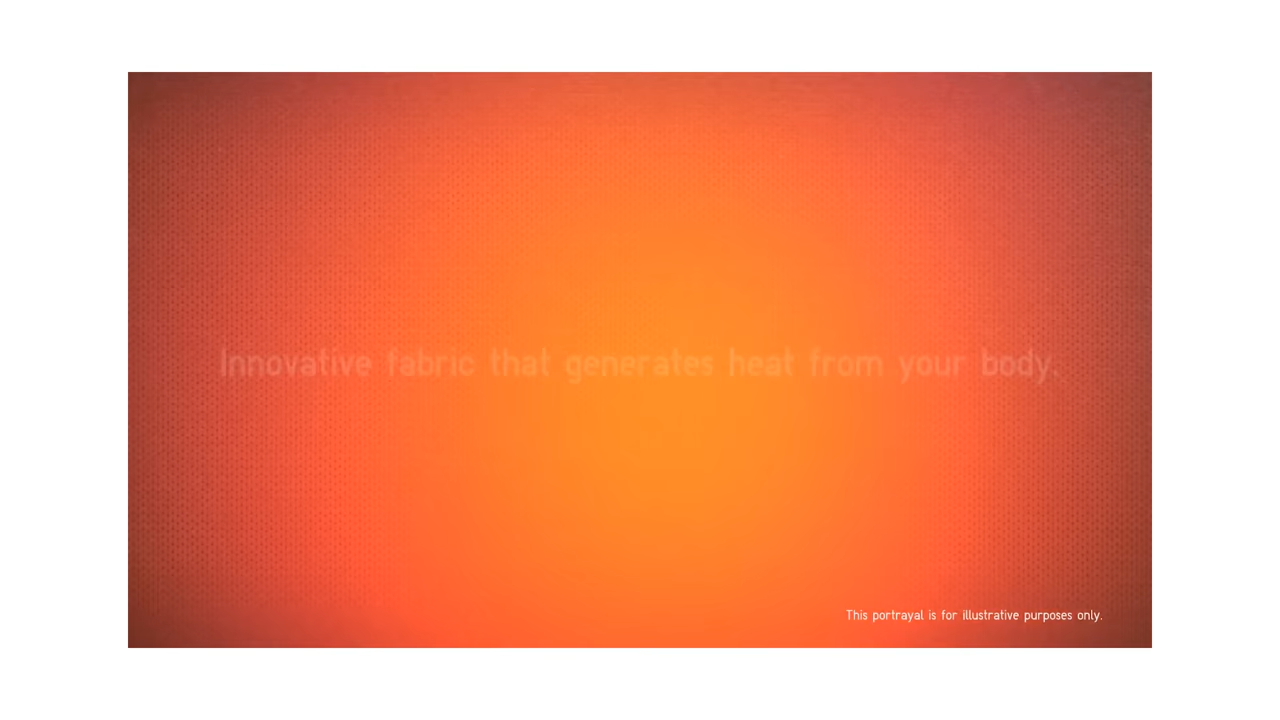 Innovative fabric that generates heat from your body.
This portrayal is for illustrative purposes only.